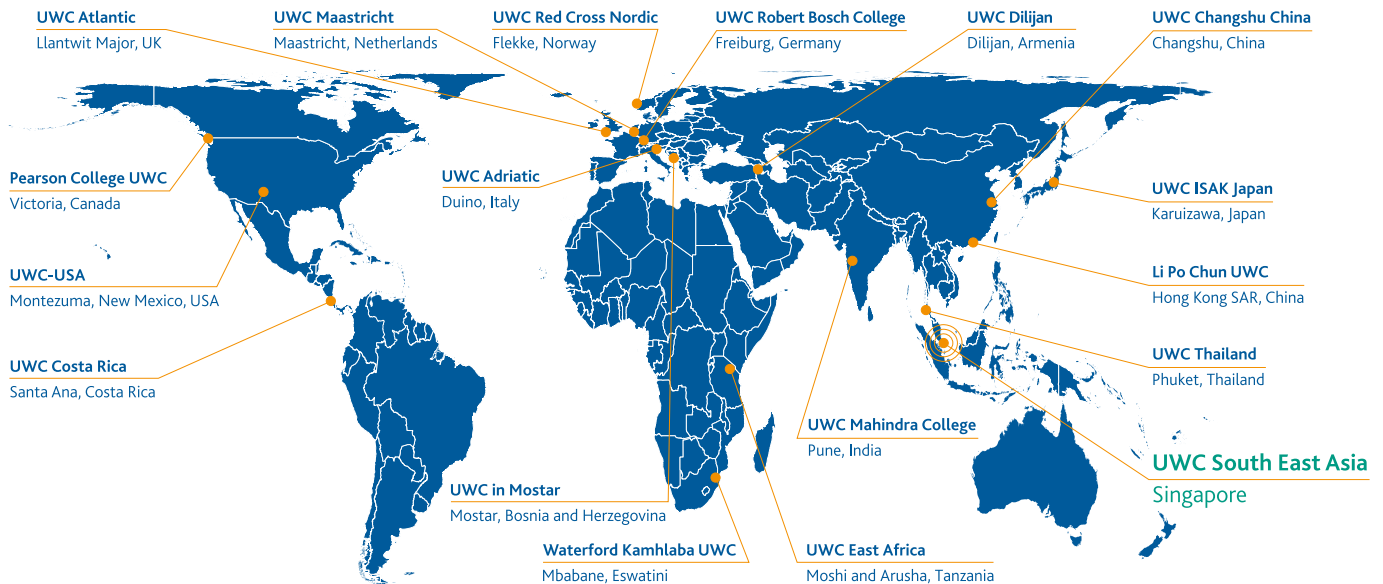 UWC Atlantic
Llantwit Major, UK
UWC Maastricht
Maastricht, Netherlands
UWC Red Cross Nordic
Flekke, Norway
UWC Robert Bosch College
Freiburg, Germany
UWC Dilijan
Dilijan, Armenia
UWC Changshu China
Changshu, China
Pearson College UWC
Victoria, Canada
UWC Adriatic
Duino, Italy
UWC ISAK Japan
Karuizawa, Japan
UWC-USA
Montezuma, New Mexico, USA
Li Po Chun UWC
Hong Kong SAR, China
UWC Costa Rica
Santa Ana, Costa Rica
UWC Thailand
Phuket, Thailand
UWC Mahindra College
Pune, India
UWC South East Asia
Singapore
UWC in Mostar
Mostar, Bosnia and Herzegovina
Waterford Kamhlaba UWC
Mbabane, Eswatini
UWC East Africa
Moshi and Arusha, Tanzania